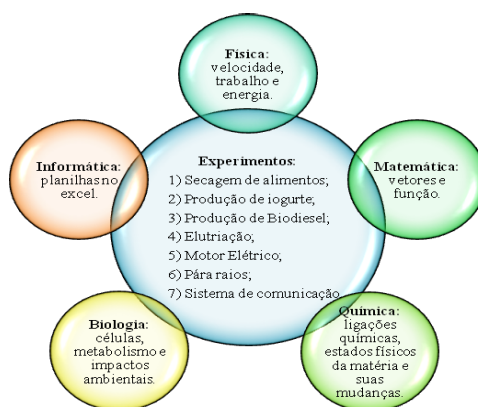 Física:
velocidade,
trabalho e
energia.
Informática:
planilhas no
excel.
Experimentos:
1) Secagem de alimentos;
2) Produção de iogurte;
3) Produção de Biodiesel;
4) Elutriação;
5) Motor Elétrico;
6) Pára raios;
7) Sistema de comunicação
Matemática:
vetores e
função.
Biologia:
células,
metabolismo e
impactos
ambientais.
Química:
ligações
químicas,
estados físicos
da matéria e
suas
mudanças.